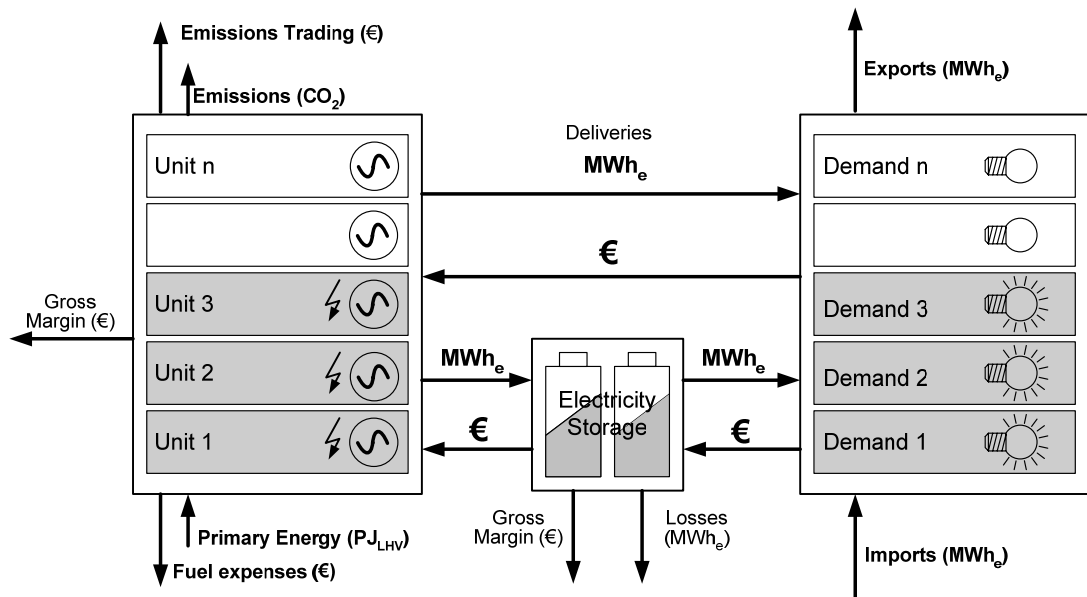 Emissions Trading (€)
Emissions (CO₂)
Exports (MWhₑ)
Unit n
Unit 3
Unit 2
Unit 1
Gross
Margin (€)
Deliveries
MWhₑ
€
MWhₑ
€
Electricity
Storage
MWhₑ
€
Demand n
Demand 3
Demand 2
Demand 1
Primary Energy (PJ_LHV)
Fuel expenses (€)
Gross
Margin (€)
Losses
(MWhₑ)
Imports (MWhₑ)